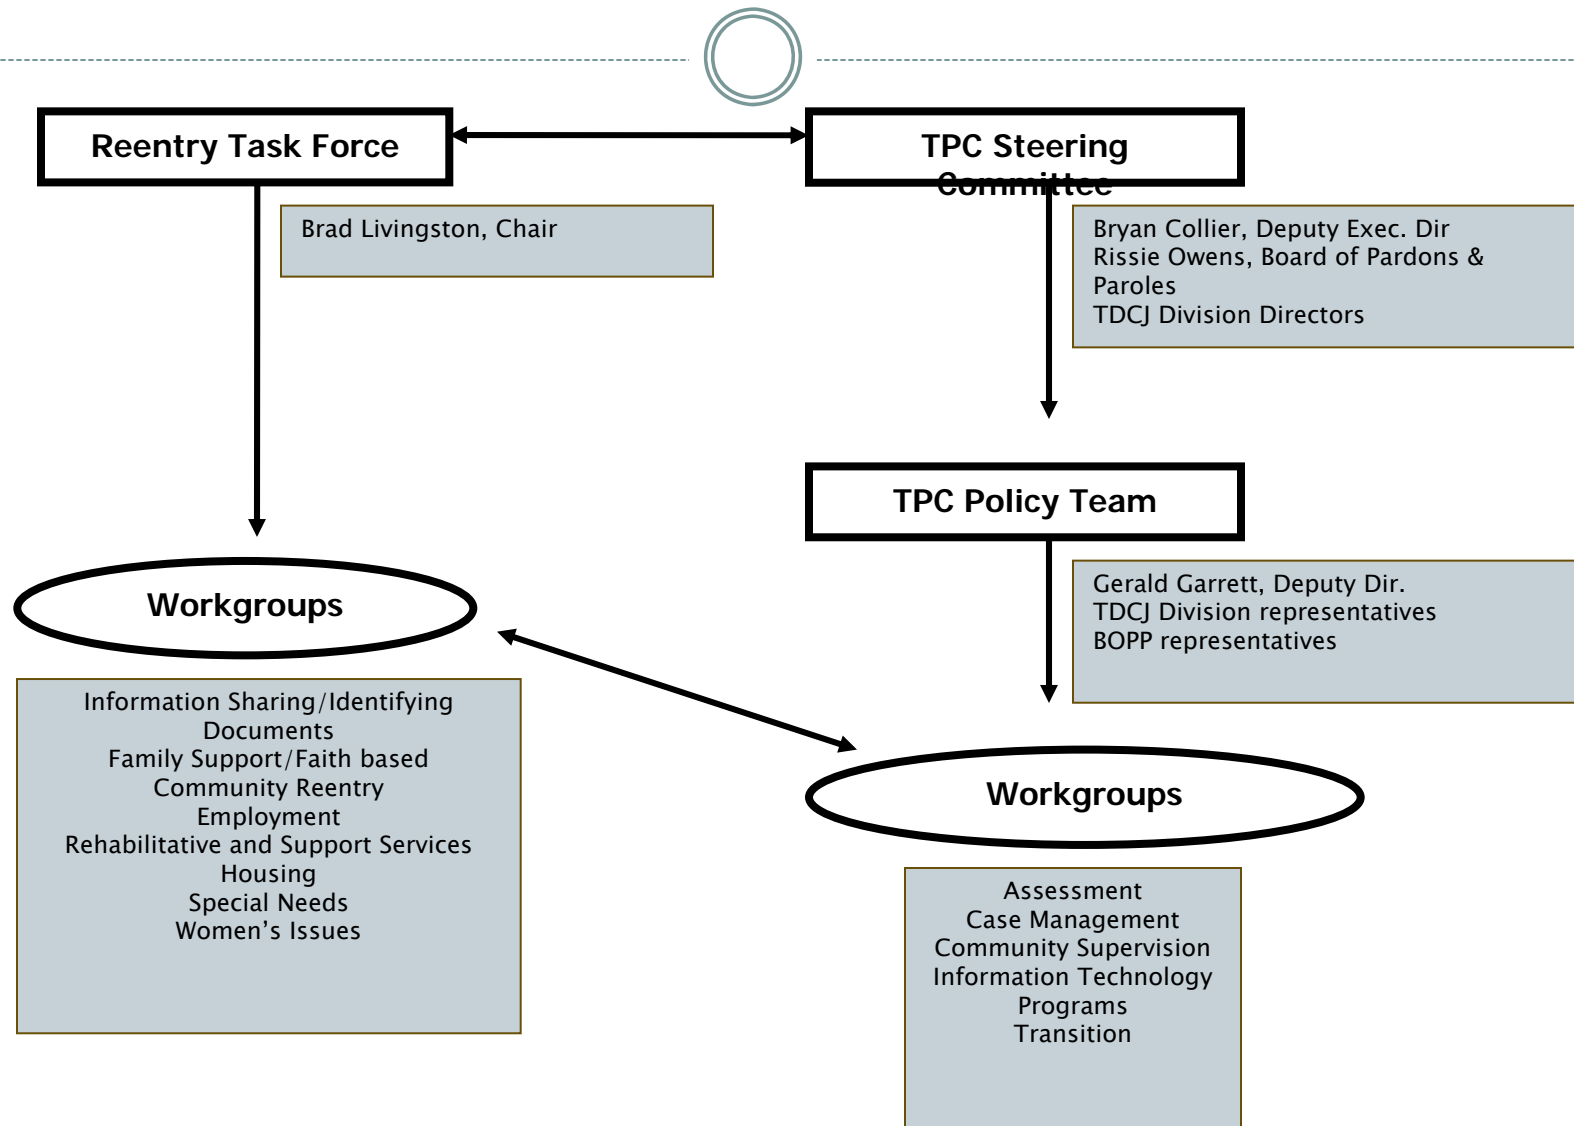 Reentry Task Force
TPC Steering
Committee
Brad Livingston, Chair
Bryan Collier, Deputy Exec. Dir
Rissie Owens, Board of Pardons &
Paroles
TDCJ Division Directors
TPC Policy Team
Gerald Garrett, Deputy Dir.
TDCJ Division representatives
BOPP representatives
Workgroups
Information Sharing/Identifying
Documents
Family Support/Faith based
Community Reentry
Employment
Rehabilitative and Support Services
Housing
Special Needs
Women’s Issues
Workgroups
Assessment
Case Management
Community Supervision
Information Technology
Programs
Transition